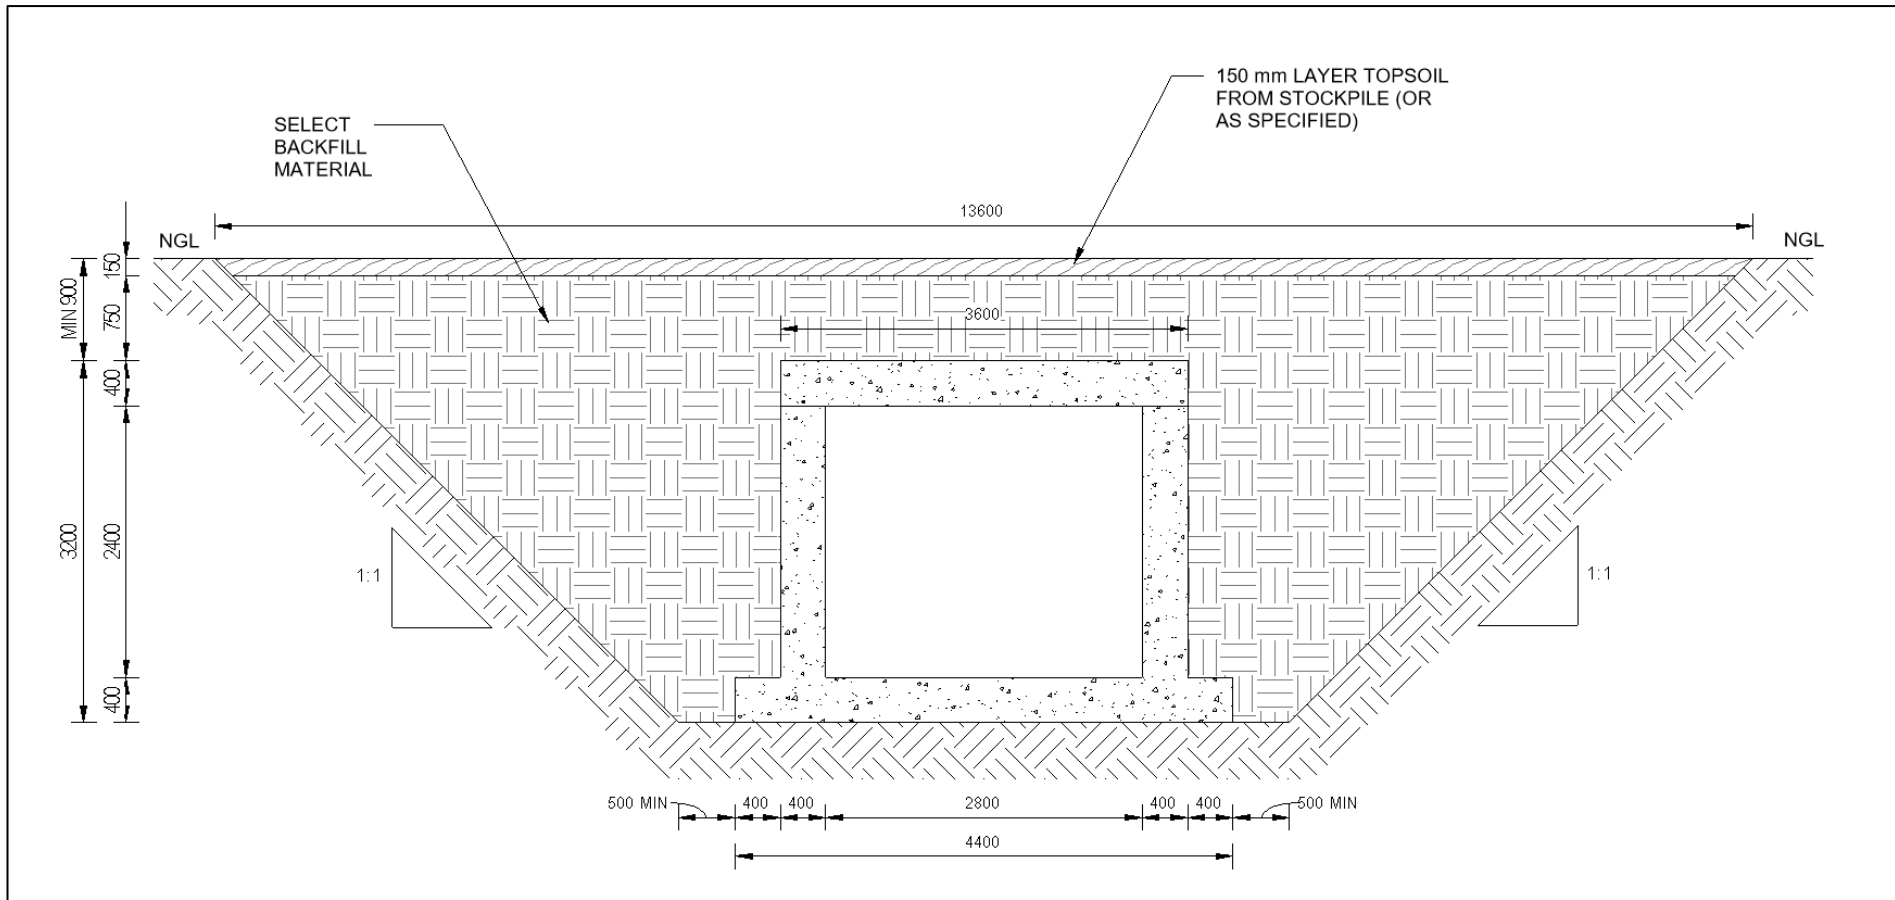 150 mm LAYER TOPSOIL
FROM STOCKPILE (OR
AS SPECIFIED)
SELECT
BACKFILL
MATERIAL
13600
NGL
NGL
150
MIN 900
750
3600
400
3200
2400
1:1
1:1
400
500 MIN
400
400
2800
400
400
500 MIN
4400